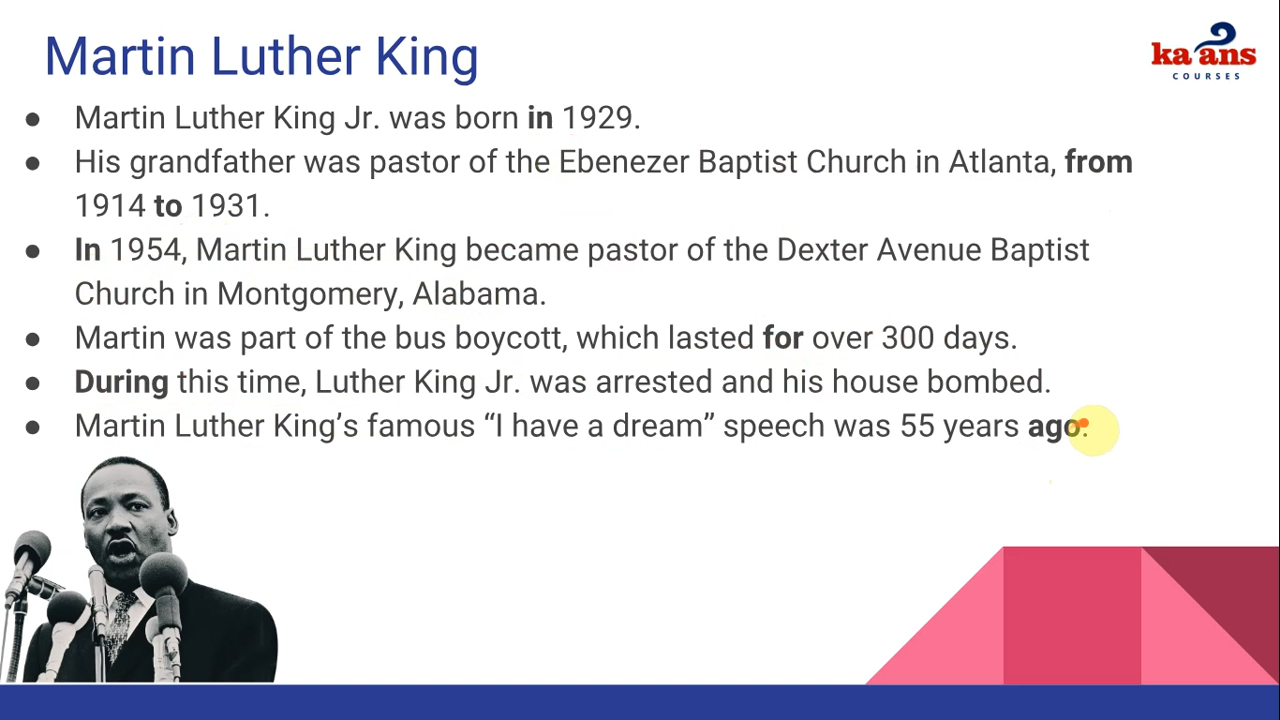 Martin Luther King
ka?ans
COURSES
● Martin Luther King Jr. was born in 1929.
● His grandfather was pastor of the Ebenezer Baptist Church in Atlanta, from
1914 to 1931.
● In 1954, Martin Luther King became pastor of the Dexter Avenue Baptist
Church in Montgomery, Alabama.
● Martin was part of the bus boycott, which lasted for over 300 days.
● During this time, Luther King Jr. was arrested and his house bombed.
● Martin Luther King’s famous “I have a dream” speech was 55 years ago.